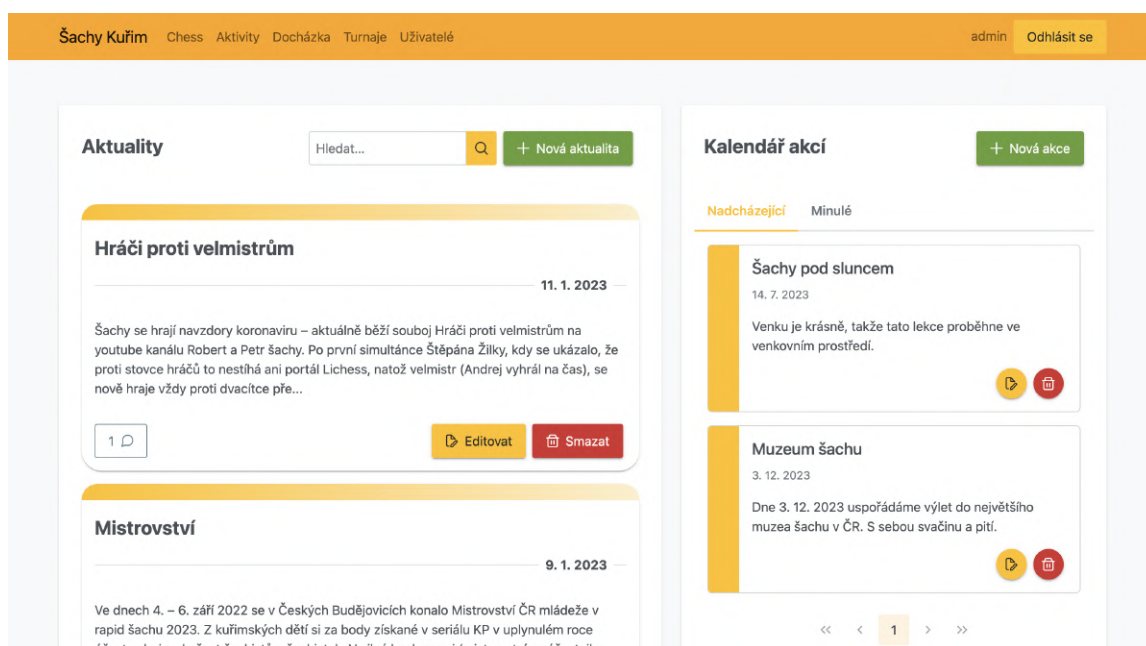 Šachy Kuřim Chess Aktivity Docházka Turnaje Uživatelé admin Odhlásit se
Aktuality
Hledat...
+ Nová aktualita
Hráči proti velmistrům
11. 1. 2023
Šachy se hrají navzdory koronaviru – aktuálně běží souboj Hráči proti velmistrům na
youtube kanálu Robert a Petr šachy. Po první simultánce Štěpána Žilky, kdy se ukázalo, že
proti stovce hráčů to nestíhá ani portál Lichess, natož velmistr (Andrej vyhrál na čas), se
nově hraje vždy proti dvacítce pře...
1
Editovat
Smazat
Mistrovství
9. 1. 2023
Ve dnech 4. – 6. září 2022 se v Českých Budějovicích konalo Mistrovství ČR mládeže v
rapid šachu 2023. Z kuřimských dětí si za body získané v seriálu KP v uplynulém roce
Kalendář akcí
+ Nová akce
Nadcházející Minulé
Šachy pod sluncem
14. 7. 2023
Venku je krásně, takže tato lekce proběhne ve
venkovním prostředí.
Muzeum šachu
3. 12. 2023
Dne 3. 12. 2023 uspořádáme výlet do největšího
muzea šachu v ČR. S sebou svačinu a pití.
<< < 1 > >>